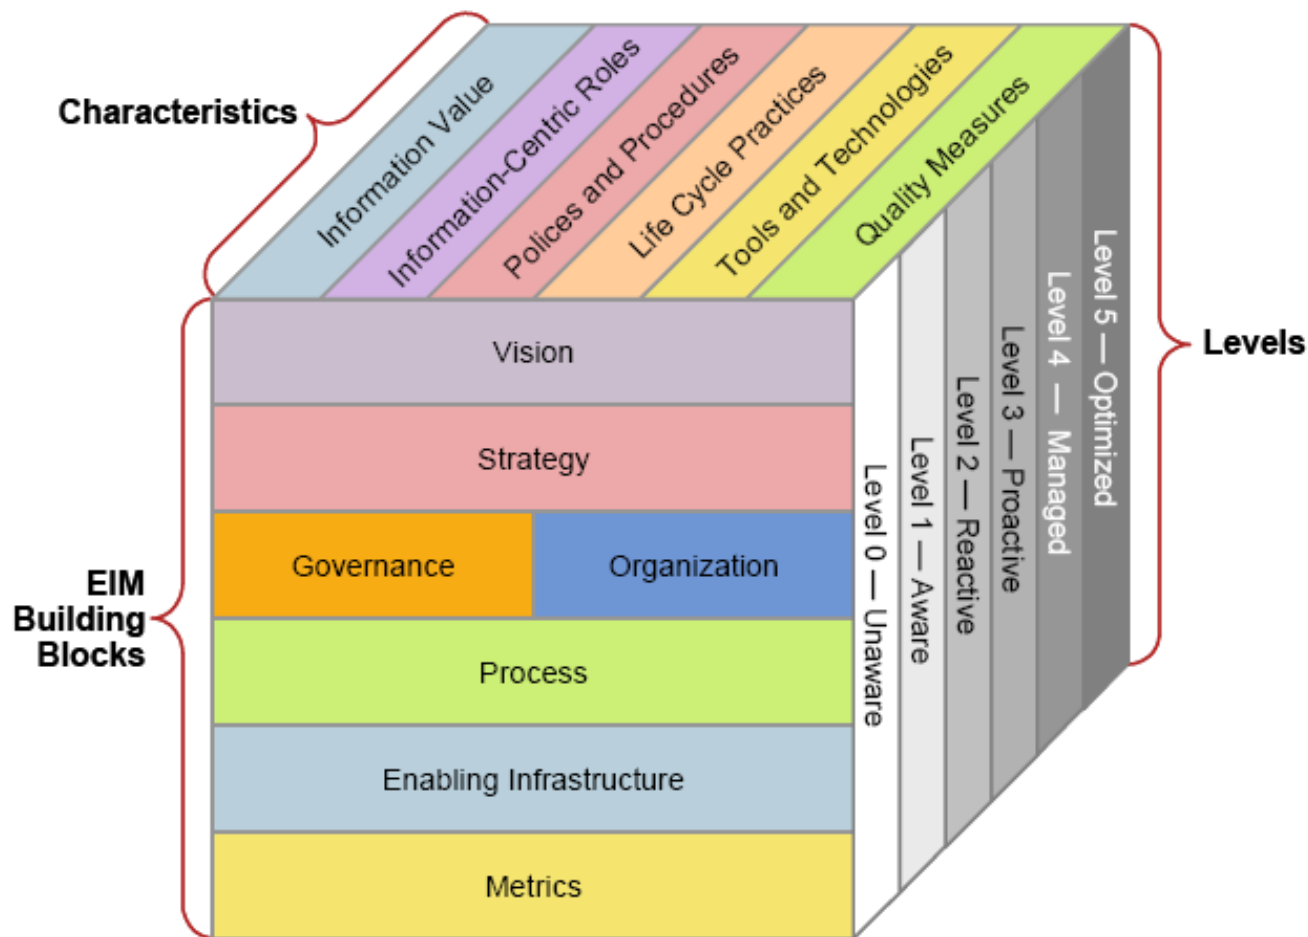 Characteristics
Information Value
Information-Centric Roles
Polices and Procedures
Life Cycle Practices
Tools and Technologies
Quality Measures
EIM
Building
Blocks
Vision
Strategy
Governance
Organization
Process
Enabling Infrastructure
Metrics
Level 0 — Unaware
Level 1 — Aware
Level 2 — Reactive
Level 3 — Proactive
Level 4 — Managed
Level 5 — Optimized
Levels